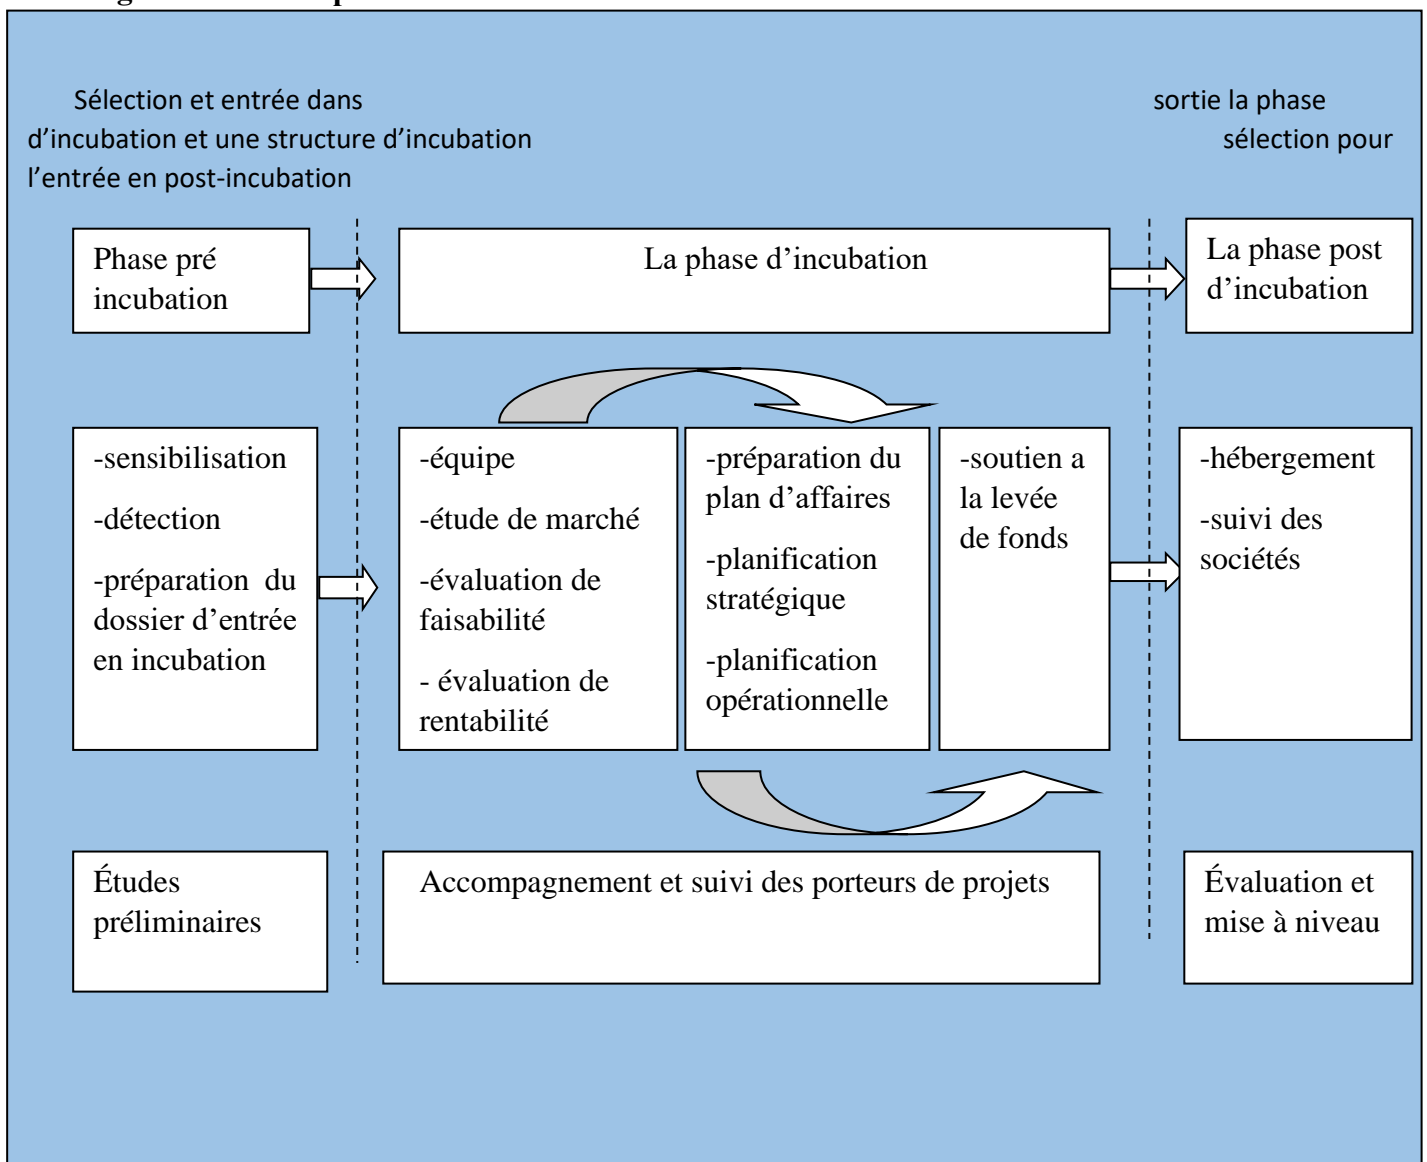 Sélection et entrée dans
sortie la phase
d’incubation et une structure d’incubation
sélection pour
l’entrée en post-incubation
Phase pré
incubation
La phase d’incubation
La phase post
d’incubation
-sensibilisation
-détection
-préparation du
dossier d’entrée
en incubation
-équipe
-étude de marché
-évaluation de
faisabilité
- évaluation de
rentabilité
-préparation du
plan d’affaires
-planification
stratégique
-planification
opérationnelle
-soutien a
la levée
de fonds
-hébergement
-suivi des
sociétés
Études
préliminaires
Accompagnement et suivi des porteurs de projets
Évaluation et
mise à niveau